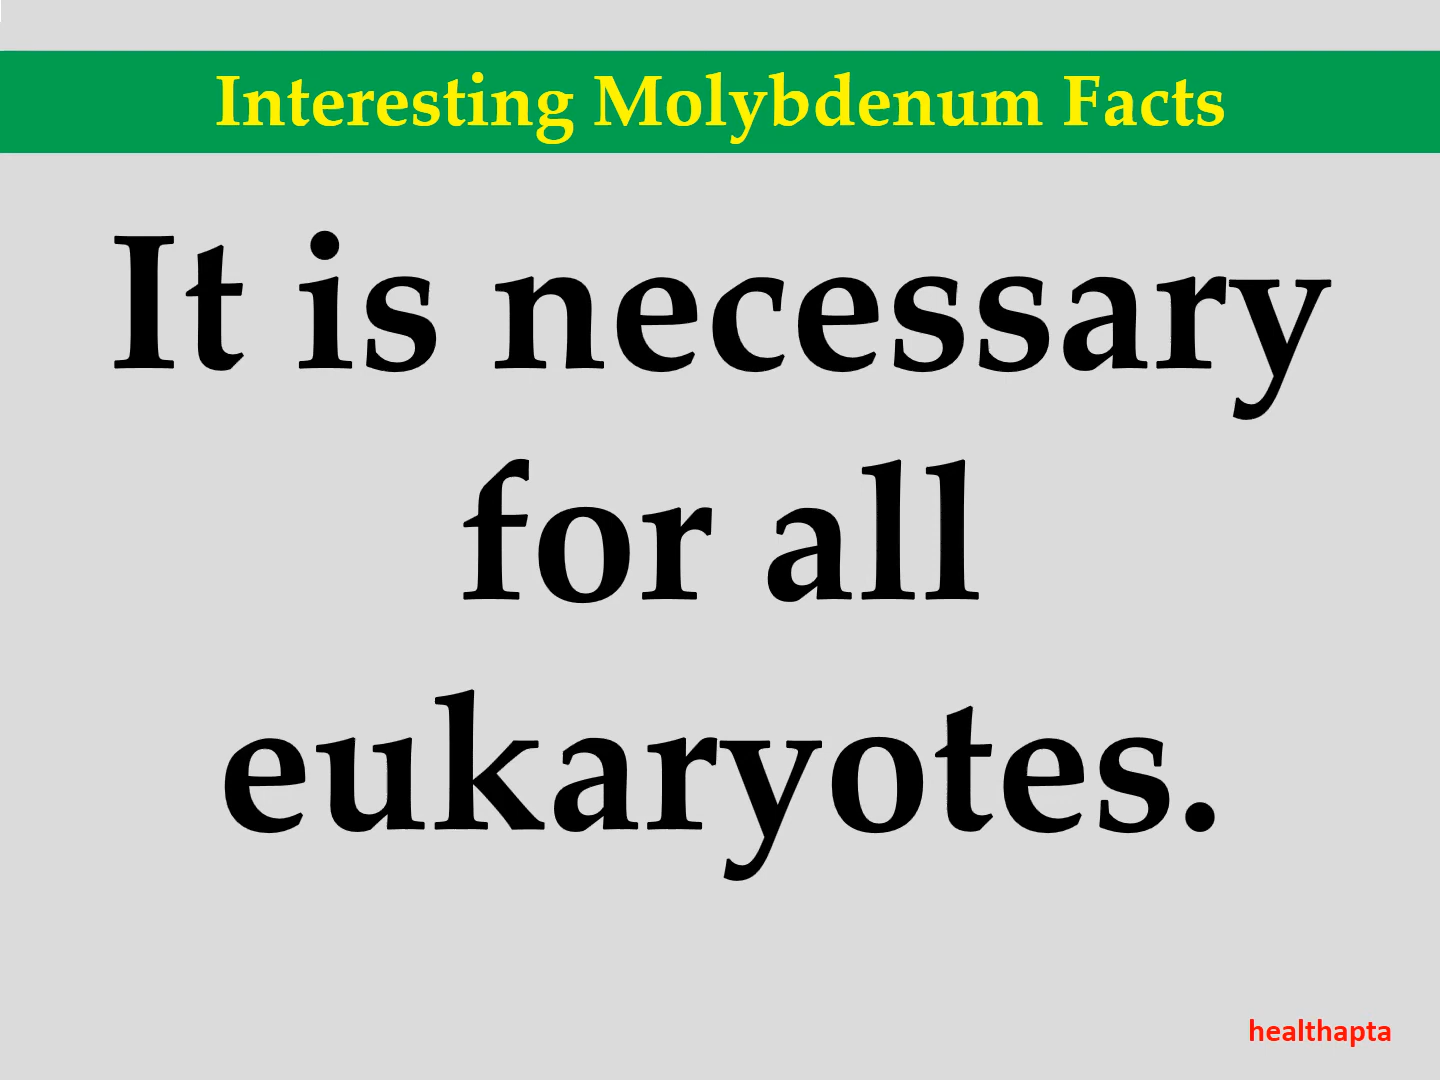 Interesting Molybdenum Facts
It is necessary
for all
eukaryotes.
healthapta